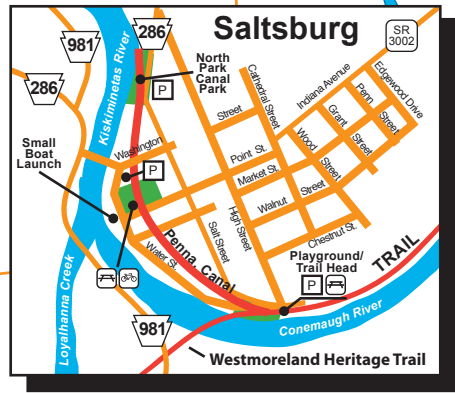 Saltsburg
981
286
SR
3002
286
Kiskiminetas River
North
Park
Canal
Park
P
Cathedral Street
Indiana Avenue
Edgewood Drive
Penn
Street
Grant
Street
Wood
Street
Street
Washington
Point St.
Market St.
Walnut Street
Small
Boat
Launch
P
High Street
Salt Street
Chestnut St.
Water St.
Penna. Canal
Playground/
Trail Head
P
TRAIL
Loyalhanna Creek
981
Conemaugh River
Westmoreland Heritage Trail